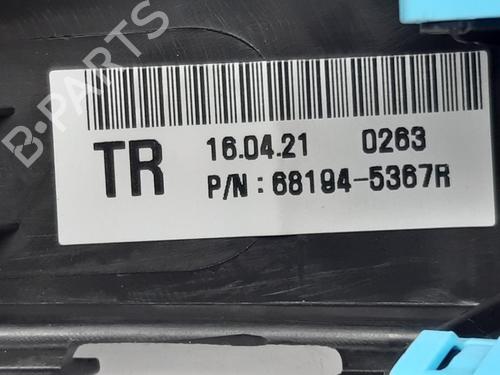 B-PARTS
TR
16.04.21 0263
P/N : 68194-5367R